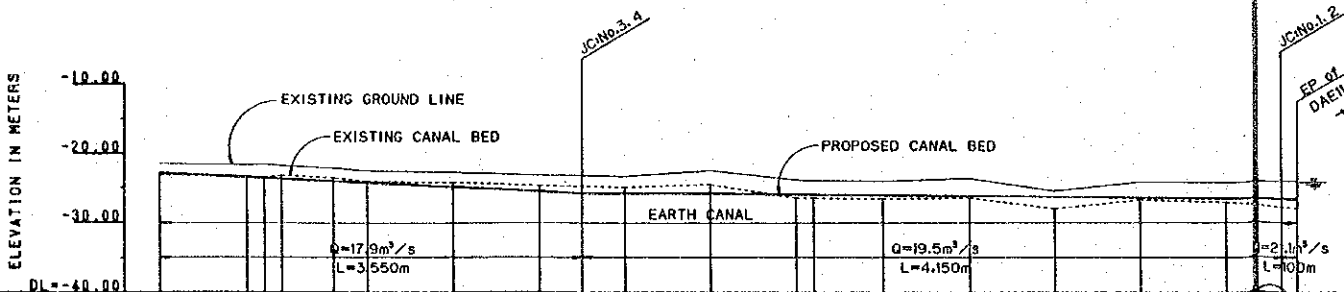 JC:No.3.4
JC:No.1.2
EP of
DAE11
ELEVATION IN METERS
-10.00
-20.00
-30.00
DL=-40.00
EXISTING GROUND LINE
EXISTING CANAL BED
PROPOSED CANAL BED
EARTH CANAL
Q=17.9m³/s
L=3.550m
Q=19.5m³/s
L=4.150m
L=100m